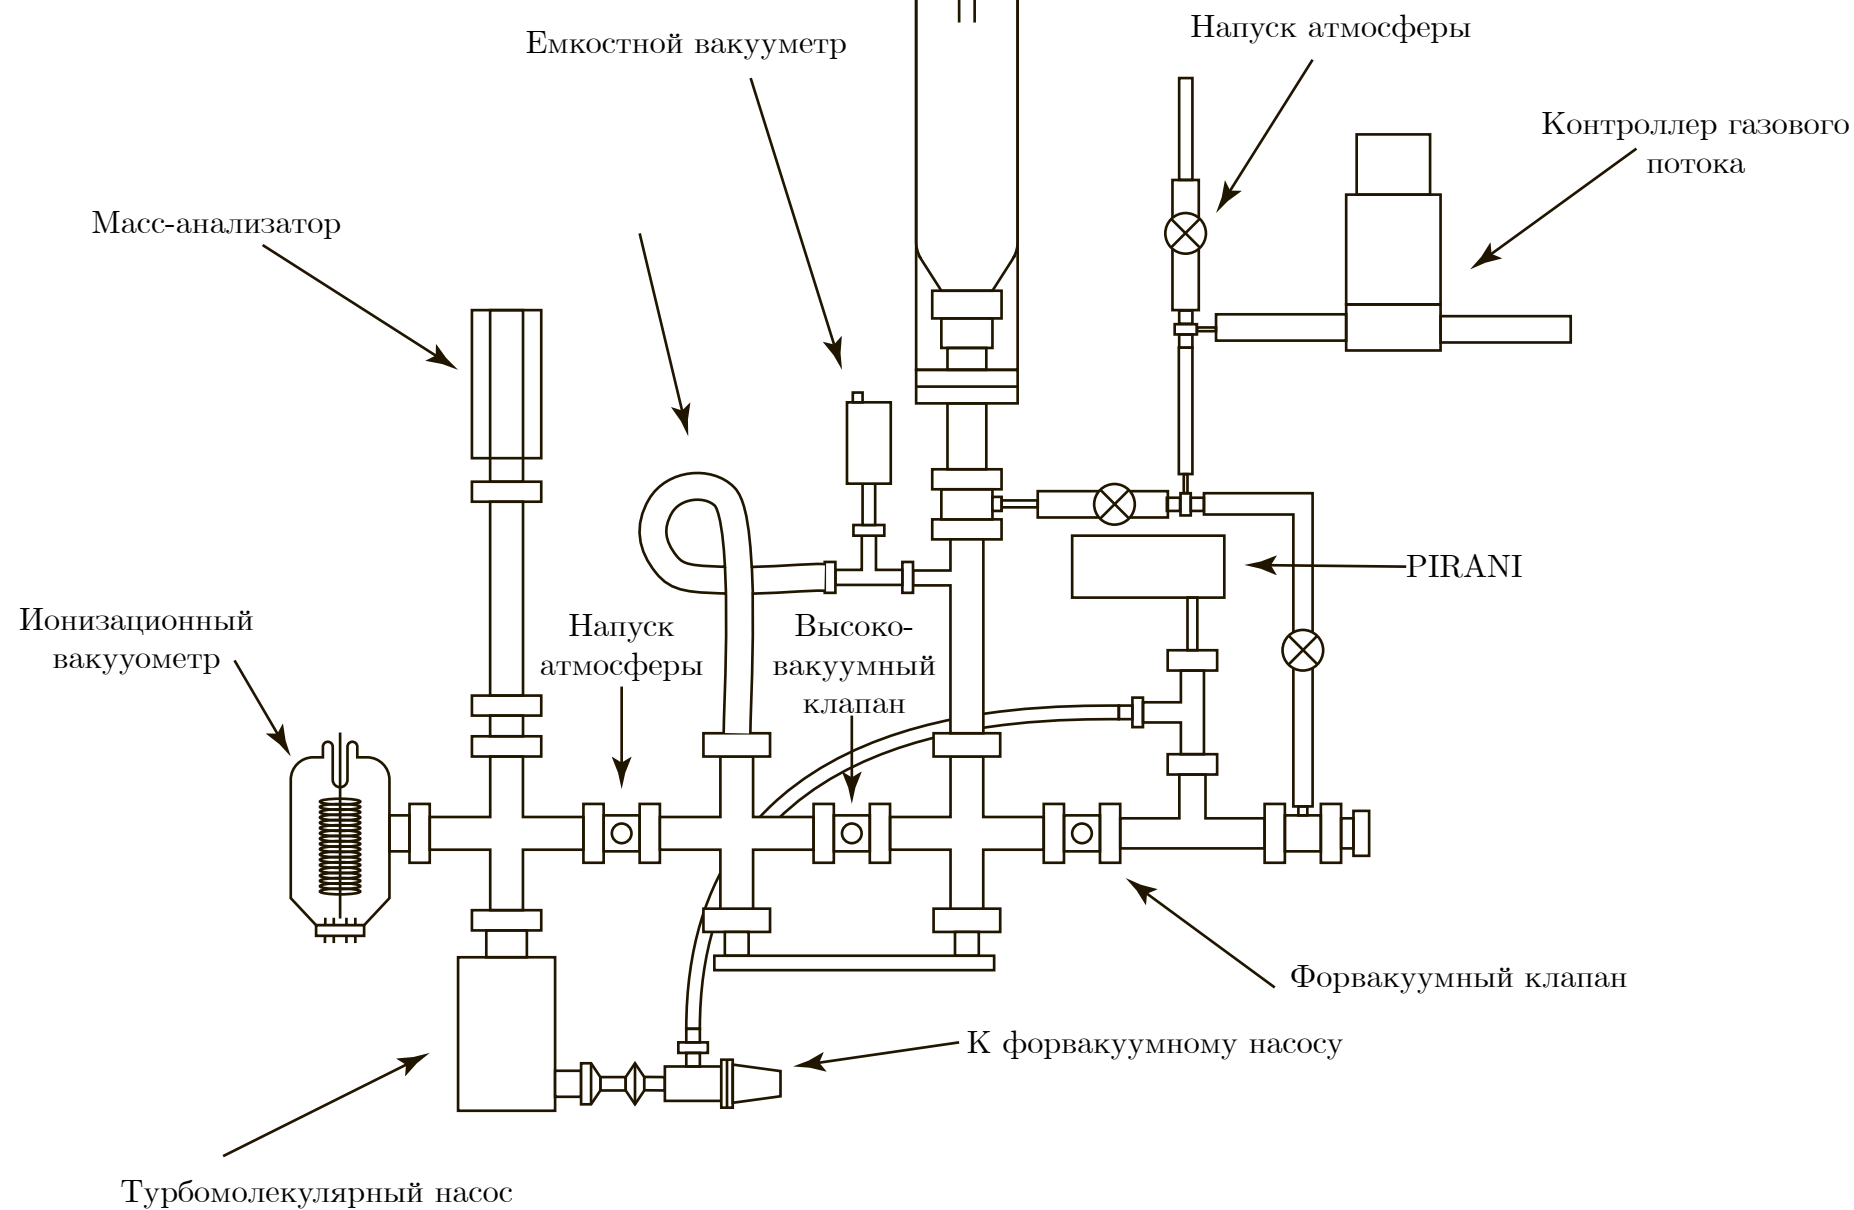 Напуск атмосферы
Емкостной вакууметр
Контроллер газового
потока
Масс-анализатор
PIRANI
Ионизационный
вакууометр
Напуск
атмосферы
Высоко-
вакуумный
клапан
Форвакуумный клапан
К форвакуумному насосу
Турбомолекулярный насос